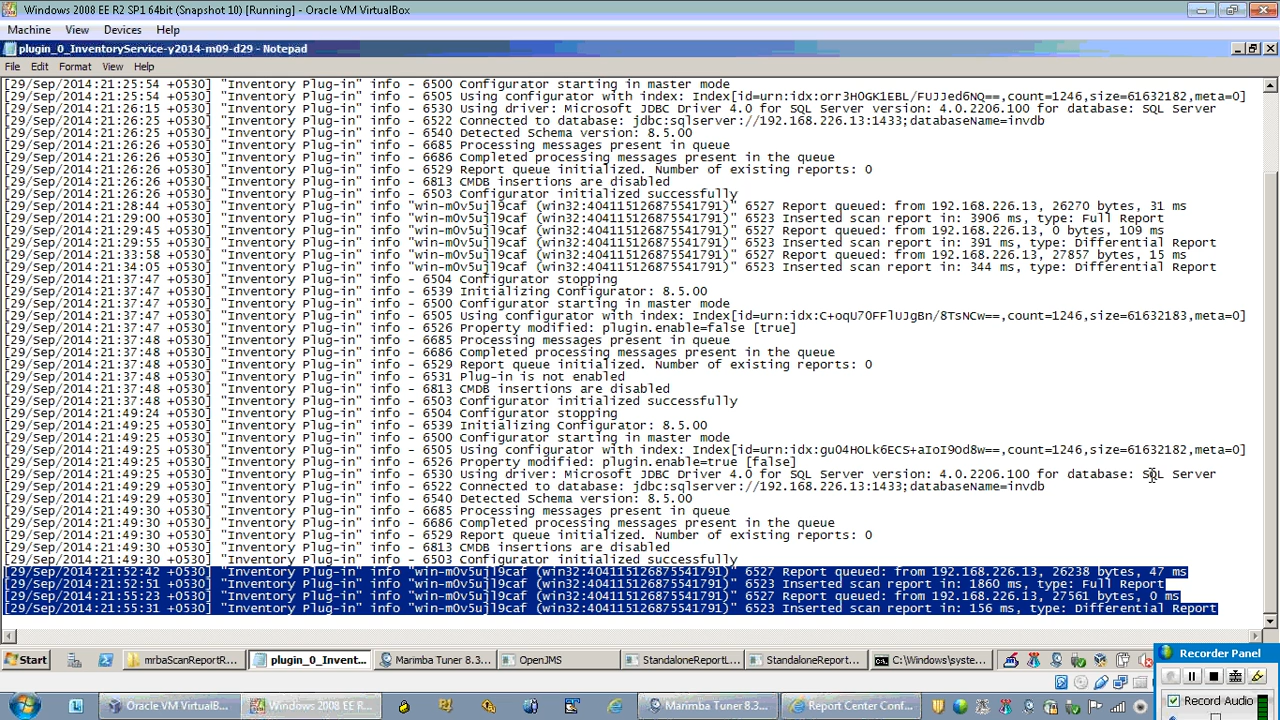 Windows 2008 EE R2 SP1 64bit (Snapshot 10) [Running] - Oracle VM VirtualBox
Machine View Devices Help
plugin_0_InventoryService-y2014-m09-d29 - Notepad
File Edit Format View Help
[29/Sep/2014:21:25:54 +0530] "Inventory Plug-in" info - 6500 Configurator starting in master mode
[29/Sep/2014:21:25:54 +0530] "Inventory Plug-in" info - 6505 Using configurator with index: Index[id=urn:idx:orr3H0GK1EBL/FUJJed6NQ==,count=1246,size=61632182,meta=0]
[29/Sep/2014:21:26:15 +0530] "Inventory Plug-in" info - 6530 Using driver: Microsoft JDBC Driver 4.0 for SQL Server version: 4.0.2206.100 for database: SQL Server
[29/Sep/2014:21:26:25 +0530] "Inventory Plug-in" info - 6522 Connected to database: jdbc:sqlserver://192.168.226.13:1433;databaseName=invdb
[29/Sep/2014:21:26:25 +0530] "Inventory Plug-in" info - 6540 Detected Schema version: 8.5.00
[29/Sep/2014:21:26:26 +0530] "Inventory Plug-in" info - 6685 Processing messages present in queue
[29/Sep/2014:21:26:26 +0530] "Inventory Plug-in" info - 6686 Completed processing messages present in the queue
[29/Sep/2014:21:26:26 +0530] "Inventory Plug-in" info - 6529 Report queue initialized. Number of existing reports: 0
[29/Sep/2014:21:26:26 +0530] "Inventory Plug-in" info - 6813 CMDB insertions are disabled
[29/Sep/2014:21:26:26 +0530] "Inventory Plug-in" info - 6503 Configurator initialized successfully
[29/Sep/2014:21:28:44 +0530] "Inventory Plug-in" info "win-m0v5ujl9caf (win32:404115126875541791)" 6527 Report queued: from 192.168.226.13, 26270 bytes, 31 ms
[29/Sep/2014:21:29:00 +0530] "Inventory Plug-in" info "win-m0v5ujl9caf (win32:404115126875541791)" 6523 Inserted scan report in: 3906 ms, type: Full Report
[29/Sep/2014:21:29:45 +0530] "Inventory Plug-in" info "win-m0v5ujl9caf (win32:404115126875541791)" 6527 Report queued: from 192.168.226.13, 0 bytes, 109 ms
[29/Sep/2014:21:29:55 +0530] "Inventory Plug-in" info "win-m0v5ujl9caf (win32:404115126875541791)" 6523 Inserted scan report in: 391 ms, type: Differential Report
[29/Sep/2014:21:33:58 +0530] "Inventory Plug-in" info "win-m0v5ujl9caf (win32:404115126875541791)" 6527 Report queued: from 192.168.226.13, 27857 bytes, 15 ms
[29/Sep/2014:21:34:05 +0530] "Inventory Plug-in" info "win-m0v5ujl9caf (win32:404115126875541791)" 6523 Inserted scan report in: 344 ms, type: Differential Report
[29/Sep/2014:21:37:47 +0530] "Inventory Plug-in" info - 6504 Configurator stopping
[29/Sep/2014:21:37:47 +0530] "Inventory Plug-in" info - 6539 Initializing Configurator: 8.5.00
[29/Sep/2014:21:37:47 +0530] "Inventory Plug-in" info - 6500 Configurator starting in master mode
[29/Sep/2014:21:37:47 +0530] "Inventory Plug-in" info - 6505 Using configurator with index: Index[id=urn:idx:C+oqU7OFFlUJgBn/8TsNCw==,count=1246,size=61632183,meta=0]
[29/Sep/2014:21:37:47 +0530] "Inventory Plug-in" info - 6526 Property modified: plugin.enable=false [true]
[29/Sep/2014:21:37:48 +0530] "Inventory Plug-in" info - 6685 Processing messages present in queue
[29/Sep/2014:21:37:48 +0530] "Inventory Plug-in" info - 6686 Completed processing messages present in the queue
[29/Sep/2014:21:37:48 +0530] "Inventory Plug-in" info - 6529 Report queue initialized. Number of existing reports: 0
[29/Sep/2014:21:37:48 +0530] "Inventory Plug-in" info - 6531 Plug-in is not enabled
[29/Sep/2014:21:37:48 +0530] "Inventory Plug-in" info - 6813 CMDB insertions are disabled
[29/Sep/2014:21:37:48 +0530] "Inventory Plug-in" info - 6503 Configurator initialized successfully
[29/Sep/2014:21:49:24 +0530] "Inventory Plug-in" info - 6504 Configurator stopping
[29/Sep/2014:21:49:25 +0530] "Inventory Plug-in" info - 6539 Initializing Configurator: 8.5.00
[29/Sep/2014:21:49:25 +0530] "Inventory Plug-in" info - 6500 Configurator starting in master mode
[29/Sep/2014:21:49:25 +0530] "Inventory Plug-in" info - 6505 Using configurator with index: Index[id=urn:idx:gu04HOLk6ECS+aIoI9Od8w==,count=1246,size=61632182,meta=0]
[29/Sep/2014:21:49:25 +0530] "Inventory Plug-in" info - 6526 Property modified: plugin.enable=true [false]
[29/Sep/2014:21:49:25 +0530] "Inventory Plug-in" info - 6530 Using driver: Microsoft JDBC Driver 4.0 for SQL Server version: 4.0.2206.100 for database: SQL Server
[29/Sep/2014:21:49:29 +0530] "Inventory Plug-in" info - 6522 Connected to database: jdbc:sqlserver://192.168.226.13:1433;databaseName=invdb
[29/Sep/2014:21:49:29 +0530] "Inventory Plug-in" info - 6540 Detected Schema version: 8.5.00
[29/Sep/2014:21:49:30 +0530] "Inventory Plug-in" info - 6685 Processing messages present in queue
[29/Sep/2014:21:49:30 +0530] "Inventory Plug-in" info - 6686 Completed processing messages present in the queue
[29/Sep/2014:21:49:30 +0530] "Inventory Plug-in" info - 6529 Report queue initialized. Number of existing reports: 0
[29/Sep/2014:21:49:30 +0530] "Inventory Plug-in" info - 6813 CMDB insertions are disabled
[29/Sep/2014:21:49:30 +0530] "Inventory Plug-in" info - 6503 Configurator initialized successfully
[29/Sep/2014:21:52:42 +0530] "Inventory Plug-in" info "win-m0v5ujl9caf (win32:404115126875541791)" 6527 Report queued: from 192.168.226.13, 26238 bytes, 47 ms
[29/Sep/2014:21:52:51 +0530] "Inventory Plug-in" info "win-m0v5ujl9caf (win32:404115126875541791)" 6523 Inserted scan report in: 1860 ms, type: Full Report
[29/Sep/2014:21:55:23 +0530] "Inventory Plug-in" info "win-m0v5ujl9caf (win32:404115126875541791)" 6527 Report queued: from 192.168.226.13, 27561 bytes, 0 ms
[29/Sep/2014:21:55:31 +0530] "Inventory Plug-in" info "win-m0v5ujl9caf (win32:404115126875541791)" 6523 Inserted scan report in: 156 ms, type: Differential Report
Start mrbaScanReportR... plugin_0_Invent... Marimba Tuner 8.3... OpenJMS StandaloneReportL... StandaloneReport... C:\Windows\syste...
Recorder Panel
Record Audio
Oracle VM VirtualB... Windows 2008 EE R... Marimba Tuner 8.3... Report Center Conf...